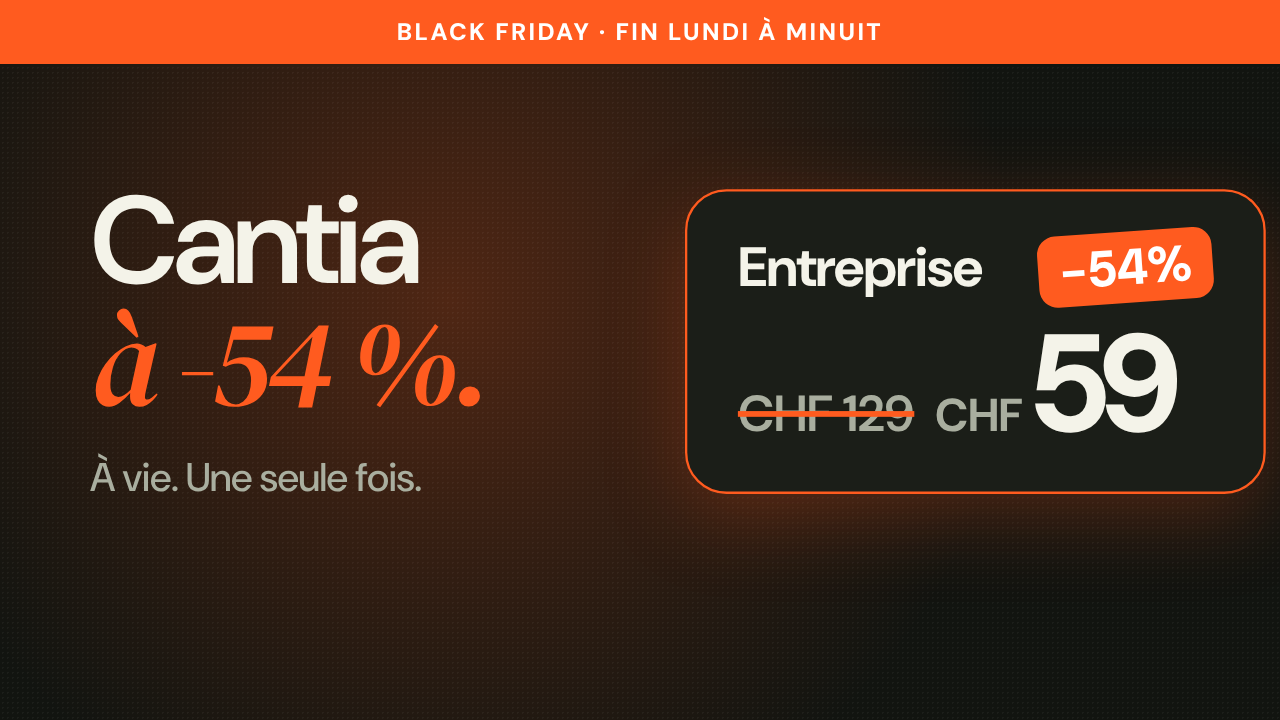 BLACK FRIDAY · FIN LUNDI À MINUIT
Cantia
à -54 %.
À vie. Une seule fois.
Entreprise
−54%
CHF 129 CHF 59